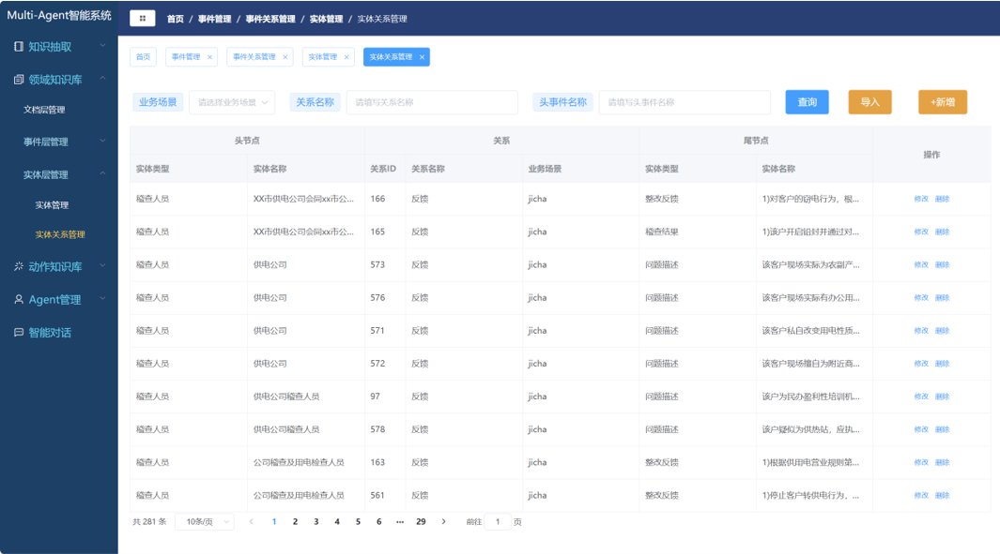 Multi-Agent智能系统
首页 / 事件管理 / 事件关系管理 / 实体管理 / 实体关系管理
知识抽取
领域知识库
文档层管理
事件层管理
实体层管理
实体管理
实体关系管理
动作知识库
Agent管理
智能对话
首页 事件管理 × 事件关系管理 × 实体管理 × 实体关系管理 ×
业务场景 请选择业务场景 关系名称 请填写关系名称 头事件名称 请填写头事件名称 查询 导入 +新增
头节点 关系 尾节点 操作
实体类型 实体名称 关系ID 关系名称 业务场景 实体类型 实体名称
稽查人员 XX市供电公司会同xx市公... 166 反馈 jicha 整改反馈 1)对客户的窃电行为，根... 修改 删除
稽查人员 XX市供电公司会同xx市公... 165 反馈 jicha 稽查结果 1)该户开启铅封并通过对... 修改 删除
稽查人员 供电公司 573 反馈 jicha 问题描述 该客户现场实际为农副产... 修改 删除
稽查人员 供电公司 576 反馈 jicha 问题描述 该客户现场实际有办公用... 修改 删除
稽查人员 供电公司 571 反馈 jicha 问题描述 该客户私自改变用电性质... 修改 删除
稽查人员 供电公司 572 反馈 jicha 问题描述 该客户现场擅自为附近商... 修改 删除
稽查人员 供电公司稽查人员 97 反馈 jicha 问题描述 该户为民办盈利性培训机... 修改 删除
稽查人员 供电公司稽查人员 578 反馈 jicha 问题描述 该户疑似为供热站，应执... 修改 删除
稽查人员 公司稽查及用电检查人员 163 反馈 jicha 整改反馈 1)根据供用电营业规则第... 修改 删除
稽查人员 公司稽查及用电检查人员 561 反馈 jicha 整改反馈 1)停止客户转供电行为，... 修改 删除
共 281 条 10条/页 < 1 2 3 4 5 6 ••• 29 > 前往 1 页